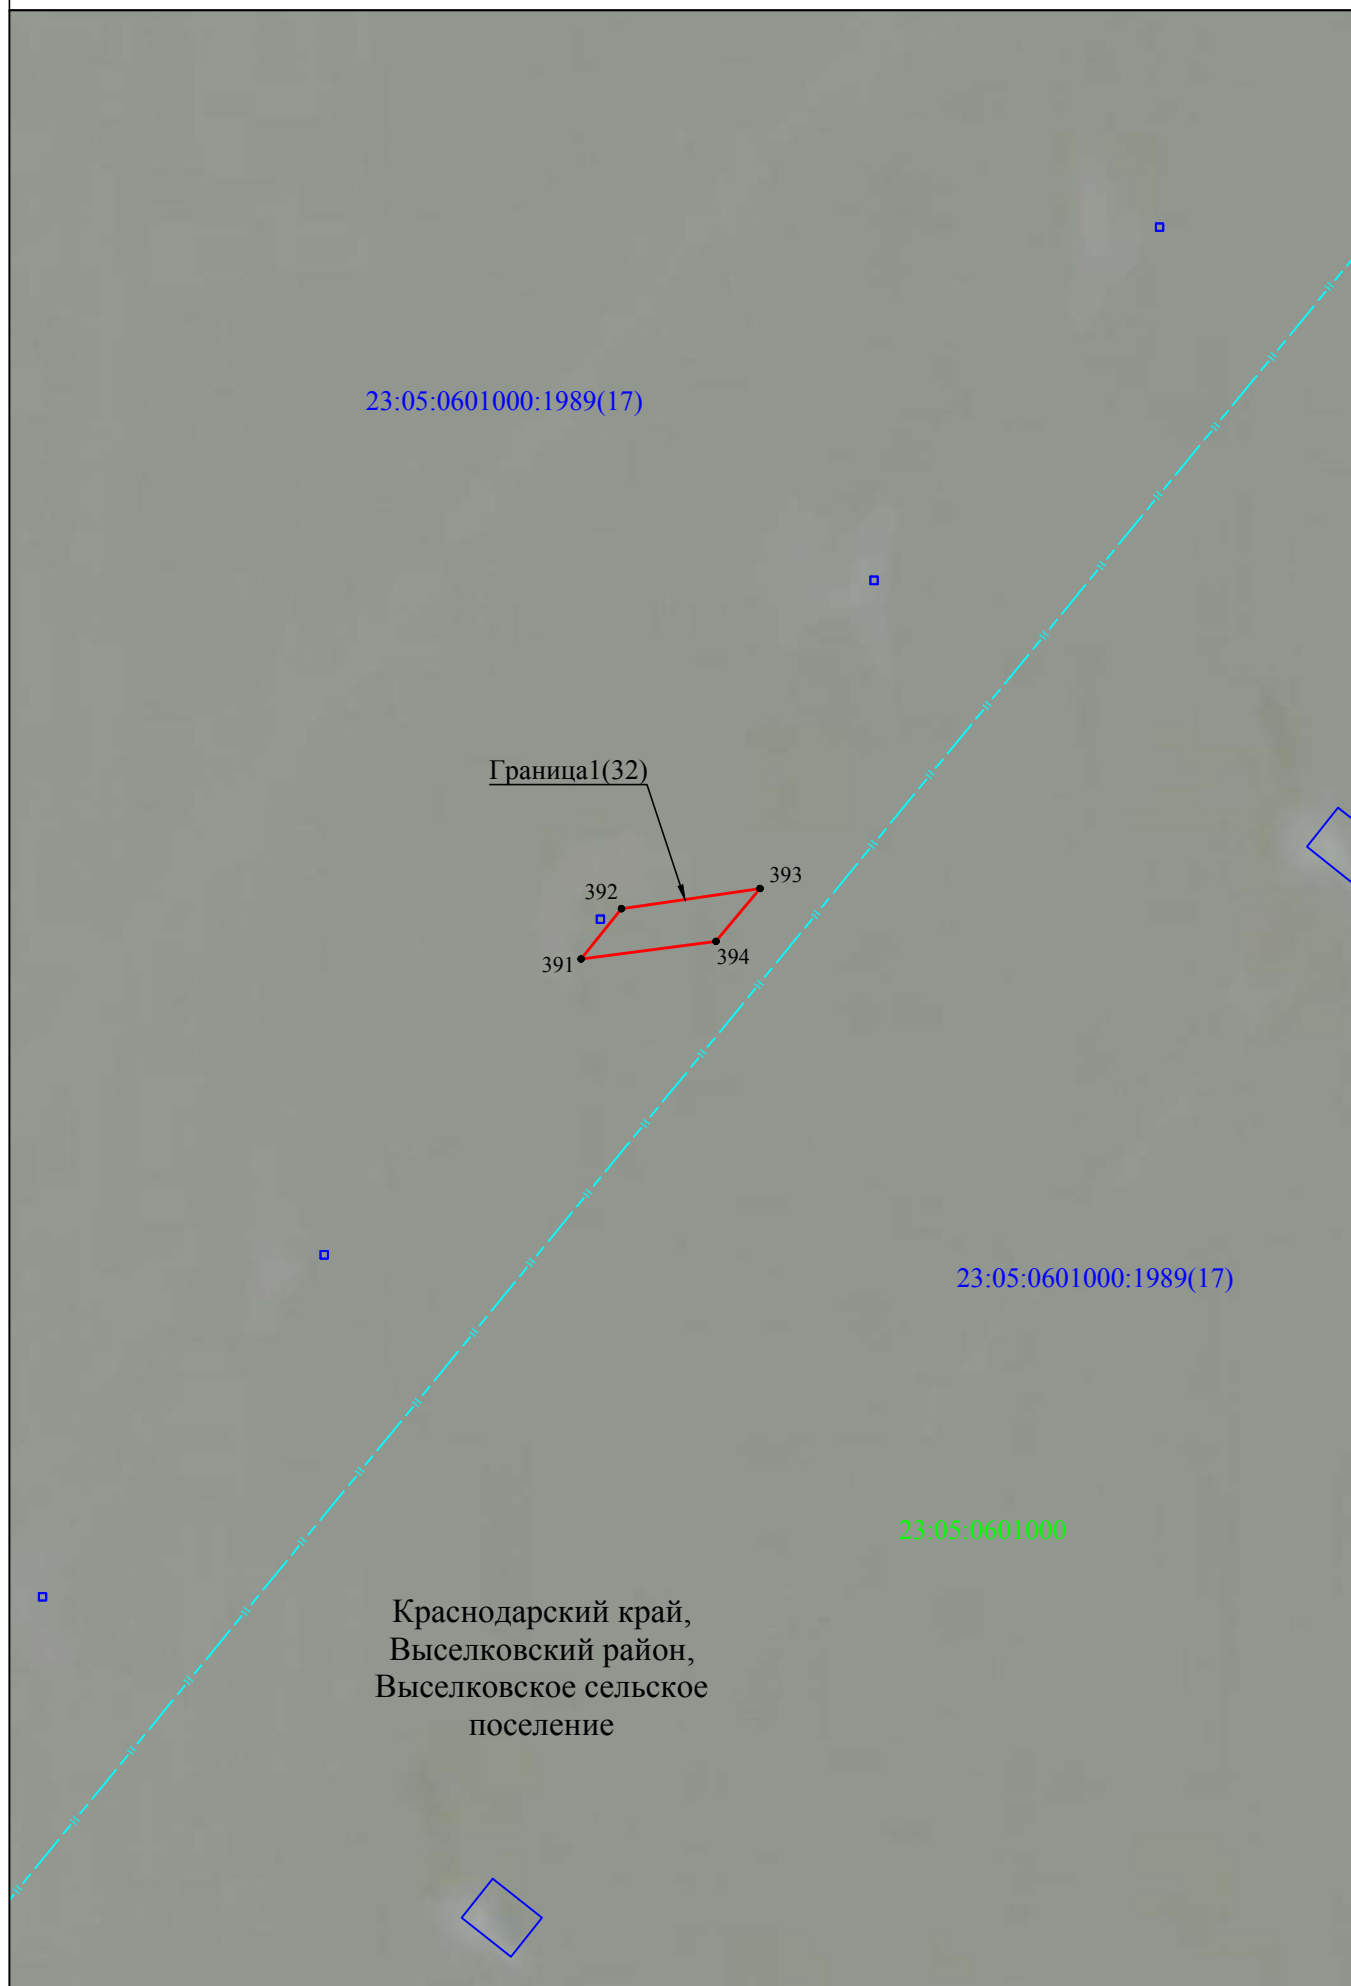 23:05:0601000:1989(17)
Граница1(32)
393
392
394
391
23:05:0601000:1989(17)
23:05:0601000
Краснодарский край,
Выселковский район,
Выселковское сельское
поселение